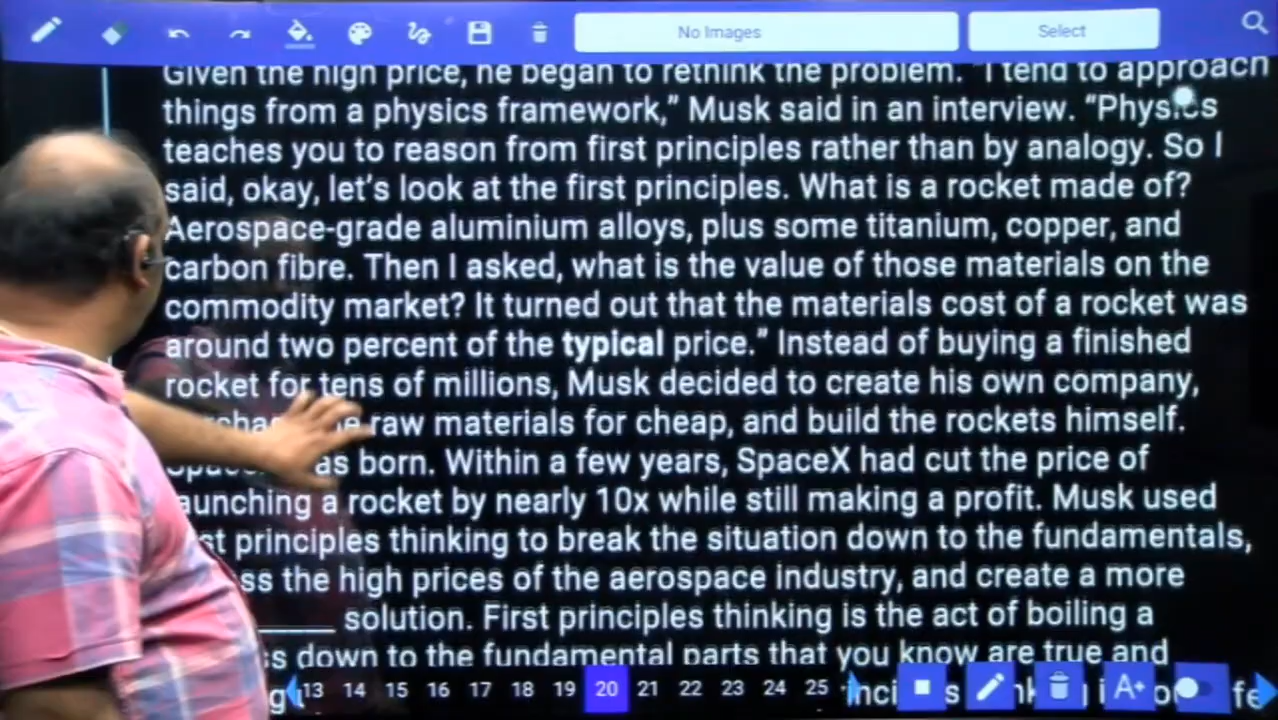 No Images
Select
Given the high price, he began to rethink the problem. “I tend to approach
things from a physics framework,” Musk said in an interview. “Physics
teaches you to reason from first principles rather than by analogy. So I
said, okay, let’s look at the first principles. What is a rocket made of?
Aerospace-grade aluminium alloys, plus some titanium, copper, and
carbon fibre. Then I asked, what is the value of those materials on the
commodity market? It turned out that the materials cost of a rocket was
around two percent of the typical price.” Instead of buying a finished
rocket for tens of millions, Musk decided to create his own company,
raw materials for cheap, and build the rockets himself.
born. Within a few years, SpaceX had cut the price of
launching a rocket by nearly 10x while still making a profit. Musk used
principles thinking to break the situation down to the fundamentals,
the high prices of the aerospace industry, and create a more
______ solution. First principles thinking is the act of boiling a
down to the fundamental parts that you know are true and
13 14 15 16 17 18 19 20 21 22 23 24 25
A+